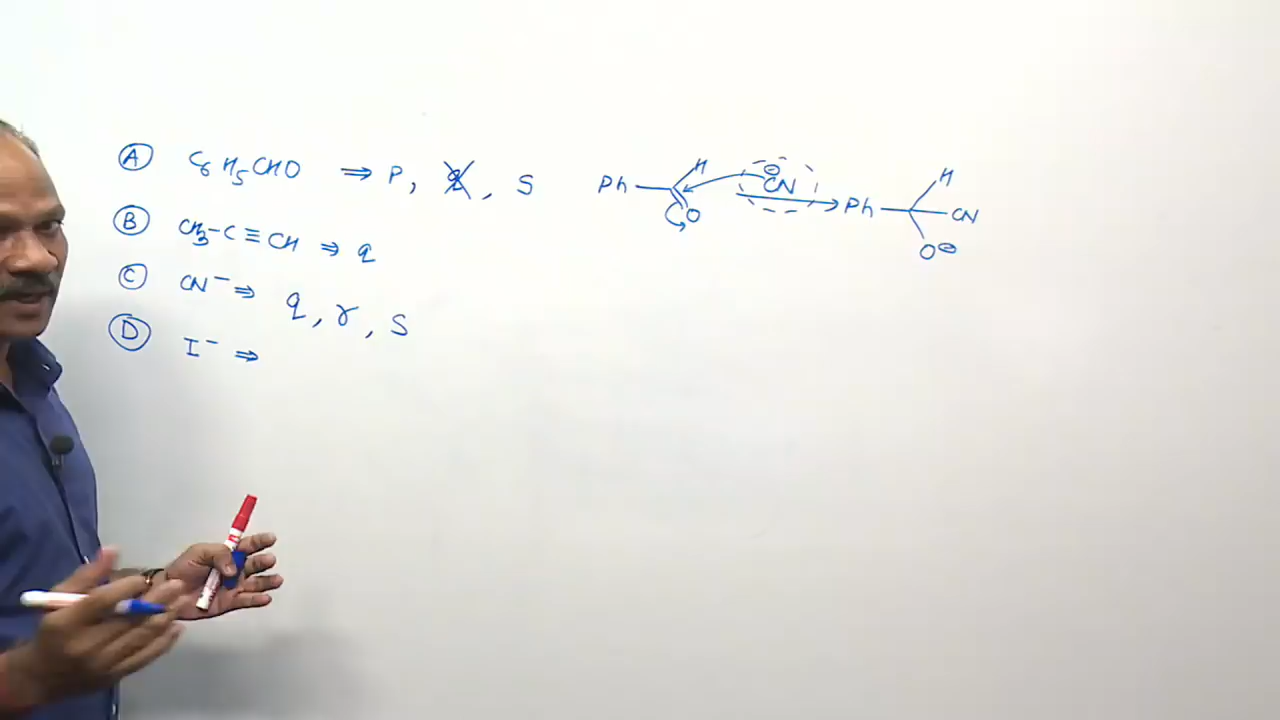 Ⓐ C6H5CHO ⇒ P, q, S
Ph H O ⊖CN → Ph H CN O⊖
Ⓑ CH3-C≡CH ⇒ q
Ⓒ CN⁻ ⇒ q, r, S
Ⓓ I⁻ ⇒